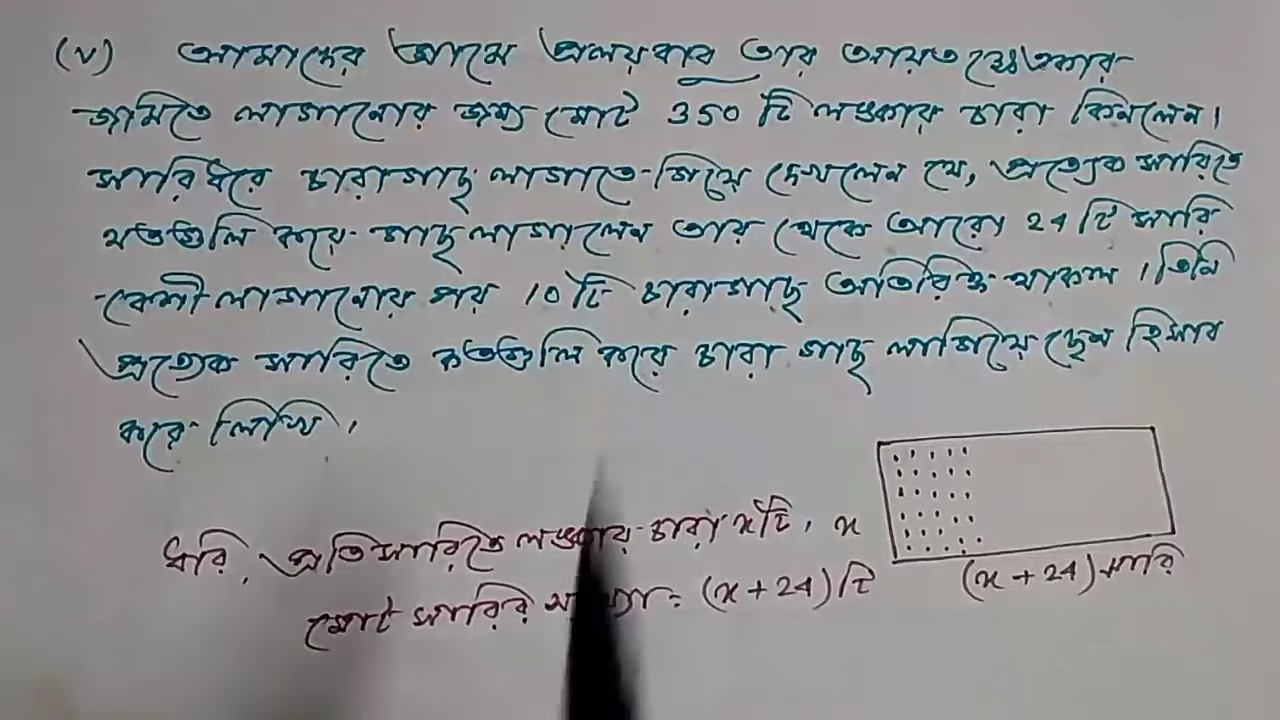 (v) আমাদের গ্রামে প্রলয়বাবু তার আয়তক্ষেত্রাকার
জমিতে লাগানোর জন্য মোট 350 টি লঙ্কার চারা কিনলেন।
সারিধরে চারাগাছ লাগাতে গিয়ে দেখলেন যে, প্রত্যেক সারিতে
যতগুলি করে গাছ লাগালেন তার থেকে আরো 24 টি সারি
বেশী লাগানোর পর 10 টি চারাগাছ অতিরিক্ত থাকল। তিনি
প্রত্যেক সারিতে কতগুলি করে চারা গাছ লাগিয়েছেন হিসাব
করে লিখি।
ধরি, প্রতিসারিতে লঙ্কার চারা x টি, x
মোট সারির (x + 24) টি (x + 24) সারি